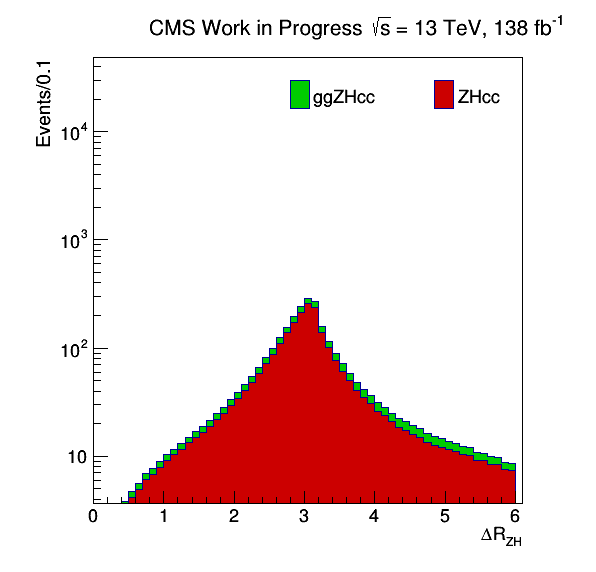 CMS Work in Progress √s = 13 TeV, 138 fb⁻¹
Events/0.1
ggZHcc
ZHcc
10⁴
10³
10²
10
0 1 2 3 4 5 6
ΔR_ZH